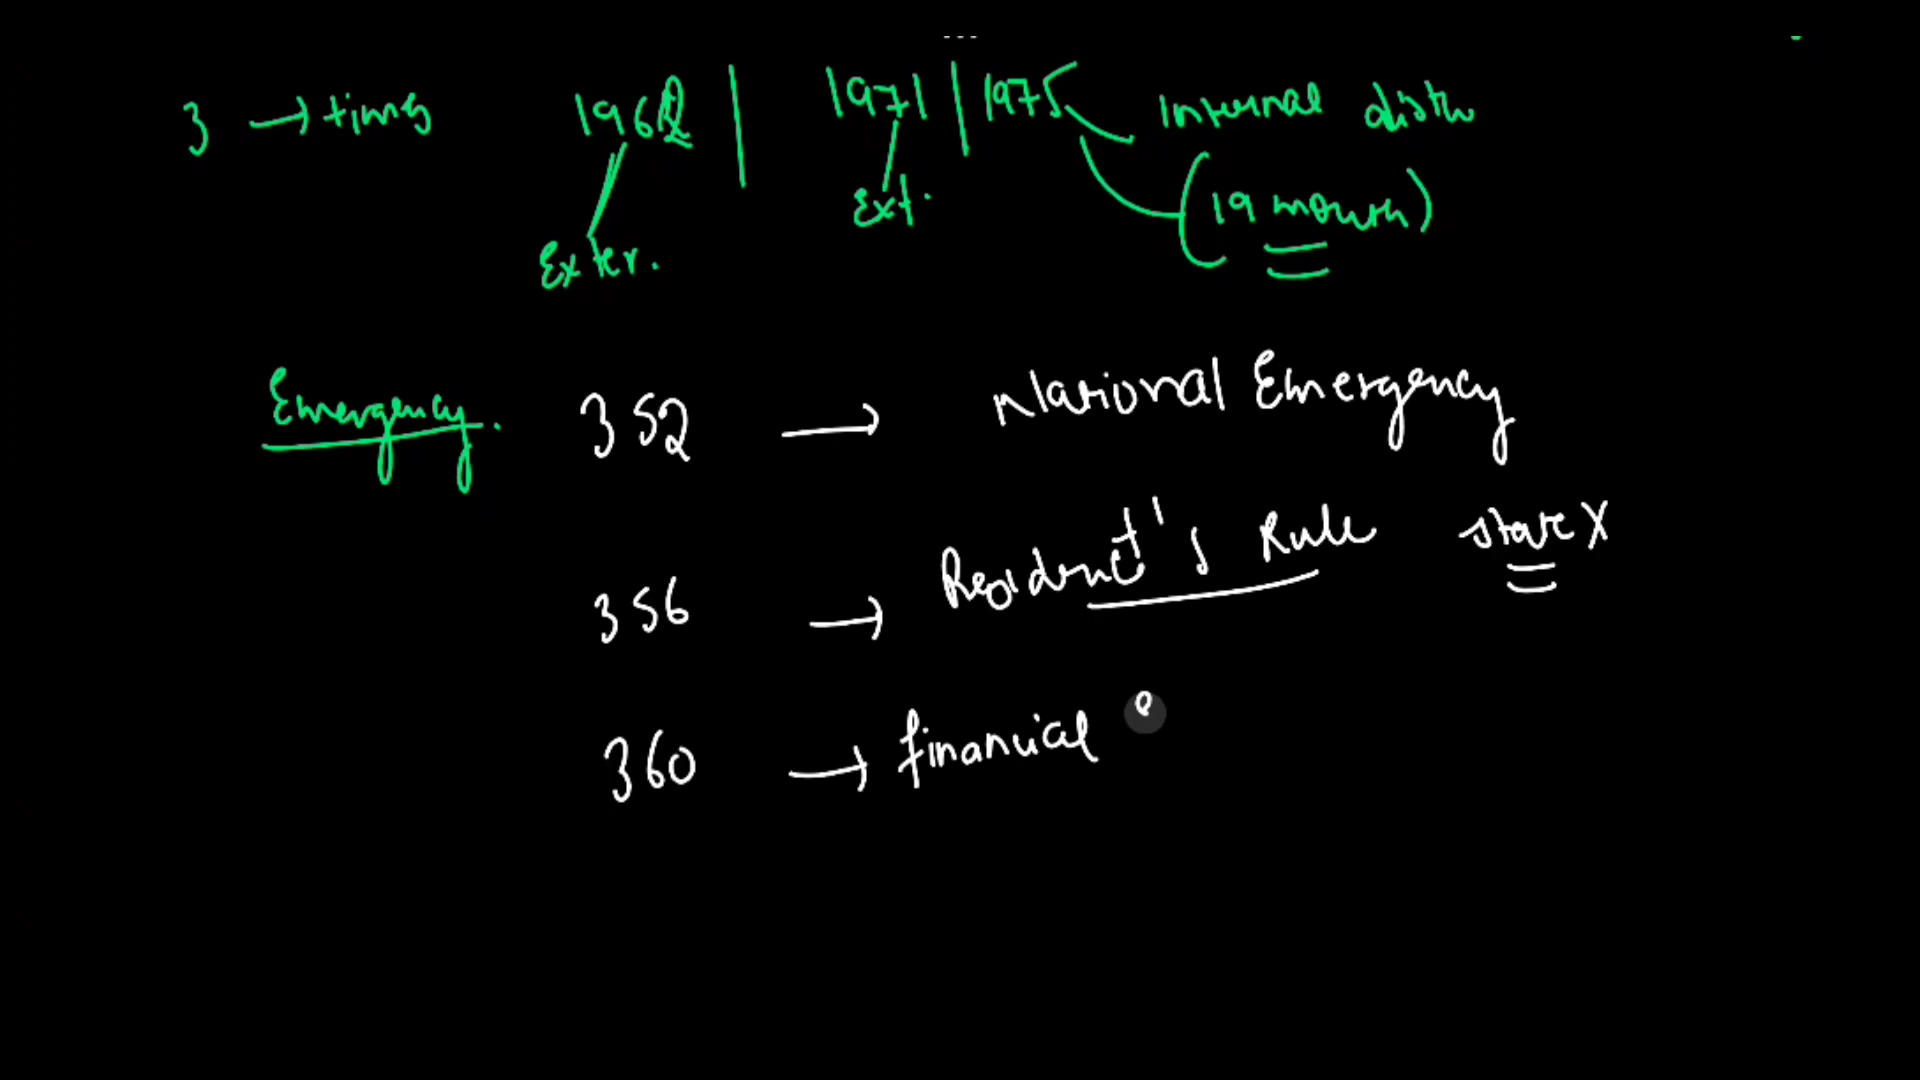 3 → times 1962 | 1971 | 1975 Internal distu
Exter. Ext. (19 month)
Emergency. 352 → National Emergency
356 → President's Rule state X
360 → financial e